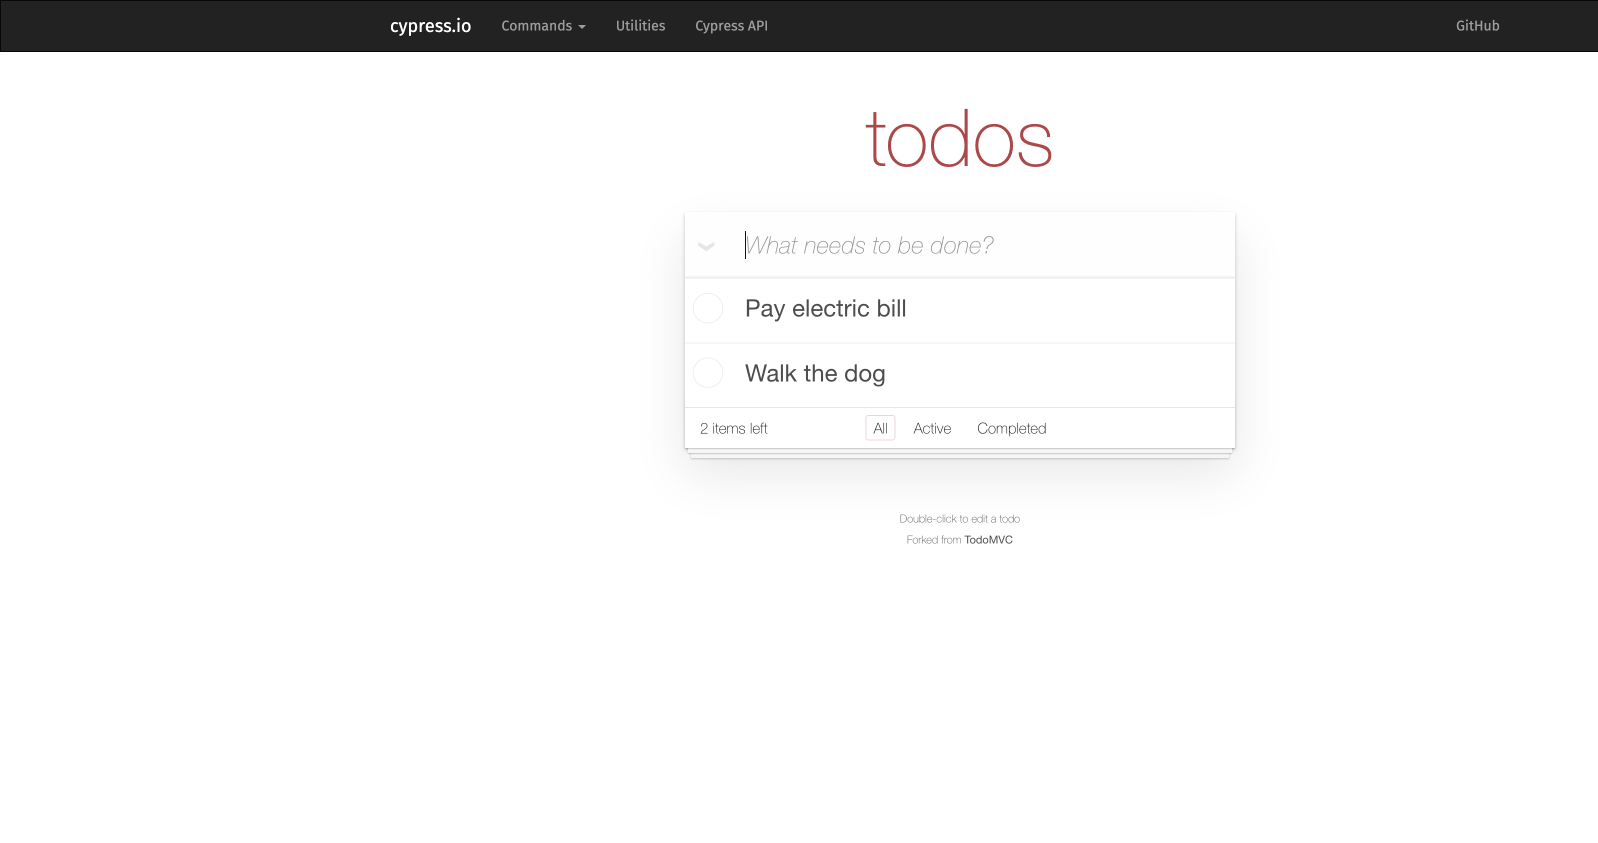 cypress.io Commands Utilities Cypress API GitHub
todos
What needs to be done?
Pay electric bill
Walk the dog
2 items left All Active Completed
Double-click to edit a todo
Forked from TodoMVC